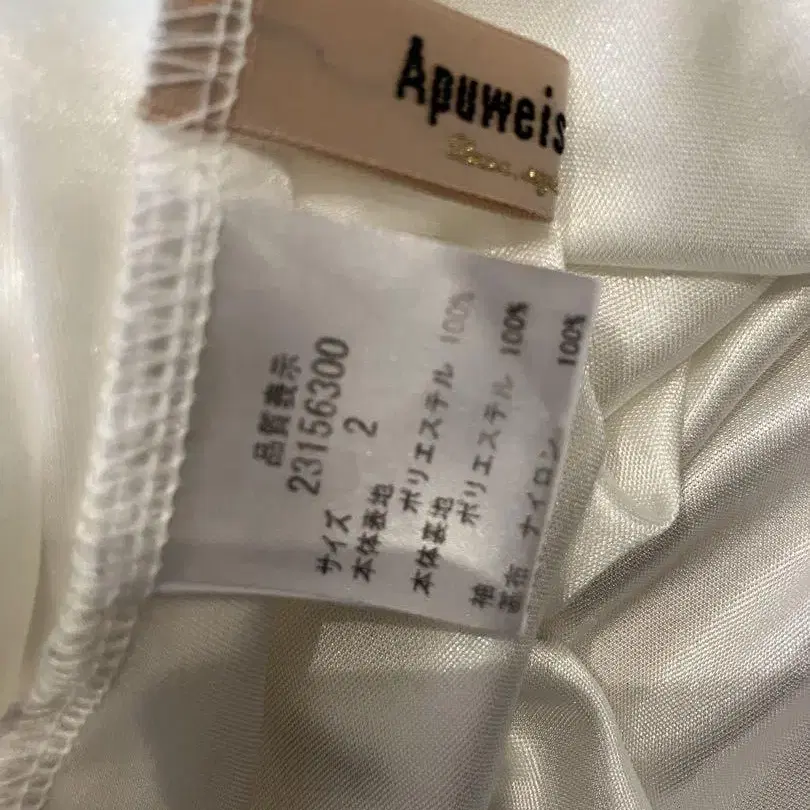 Apuweis
品質表示
23156300
サイズ 2
本体表地
ポリエステル 100%
本体裏地
ポリエステル 100%
袖
基布 ナイロン 100%